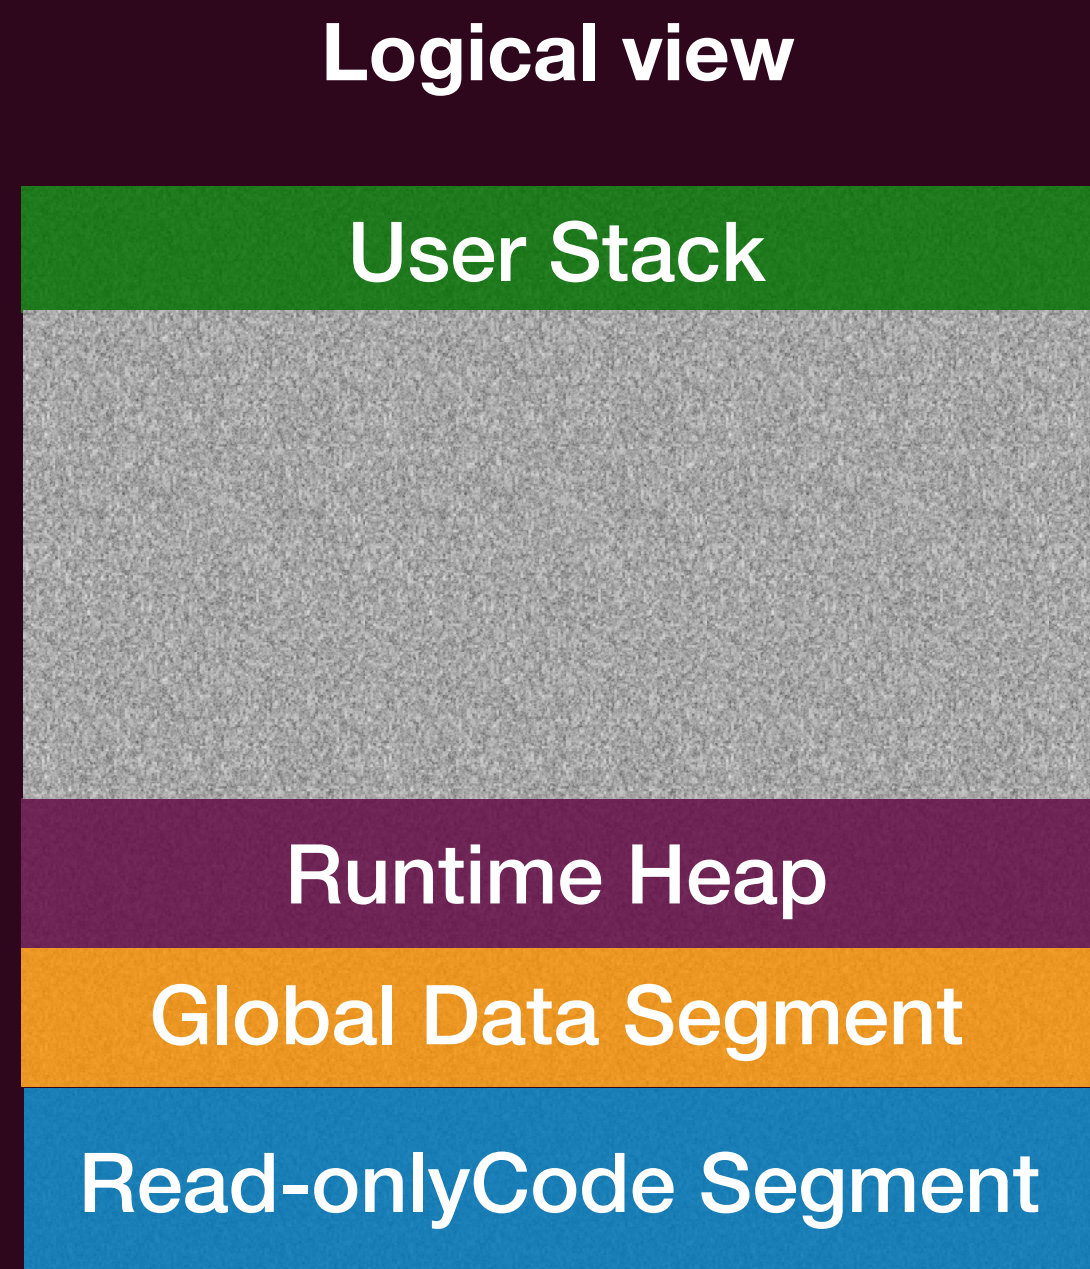 Logical view
User Stack
Runtime Heap
Global Data Segment
Read-onlyCode Segment